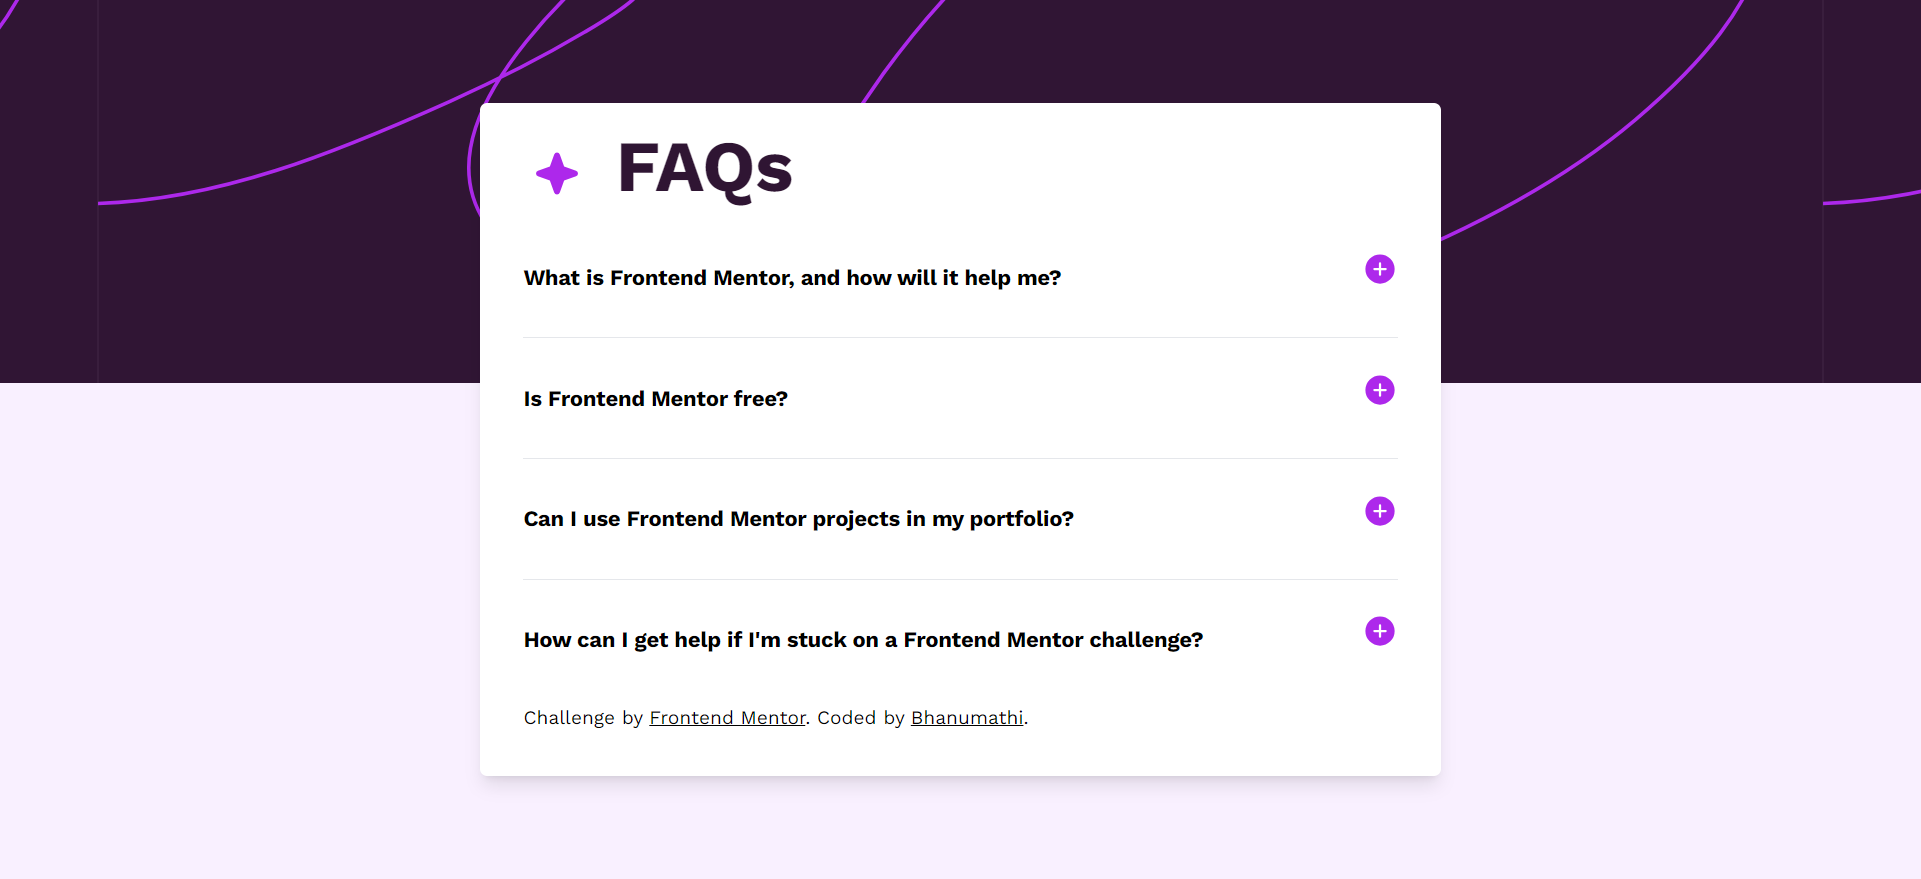 FAQs
What is Frontend Mentor, and how will it help me?
Is Frontend Mentor free?
Can I use Frontend Mentor projects in my portfolio?
How can I get help if I'm stuck on a Frontend Mentor challenge?
Challenge by Frontend Mentor. Coded by Bhanumathi.